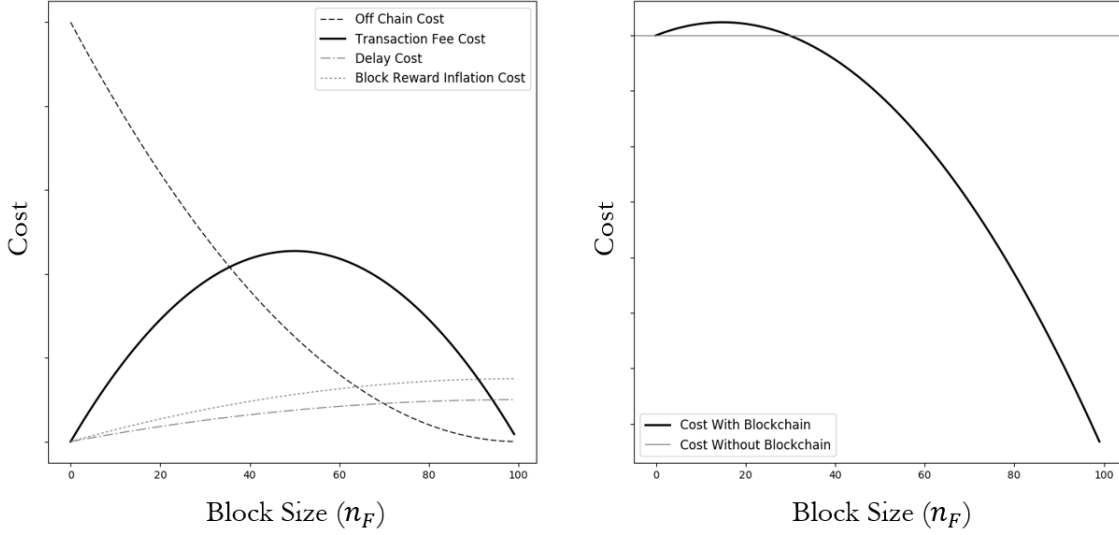 Off Chain Cost
Transaction Fee Cost
Delay Cost
Block Reward Inflation Cost
Cost
0
20
40
60
80
100
Block Size (n_F)
Cost
Cost With Blockchain
Cost Without Blockchain
0
20
40
60
80
100
Block Size (n_F)